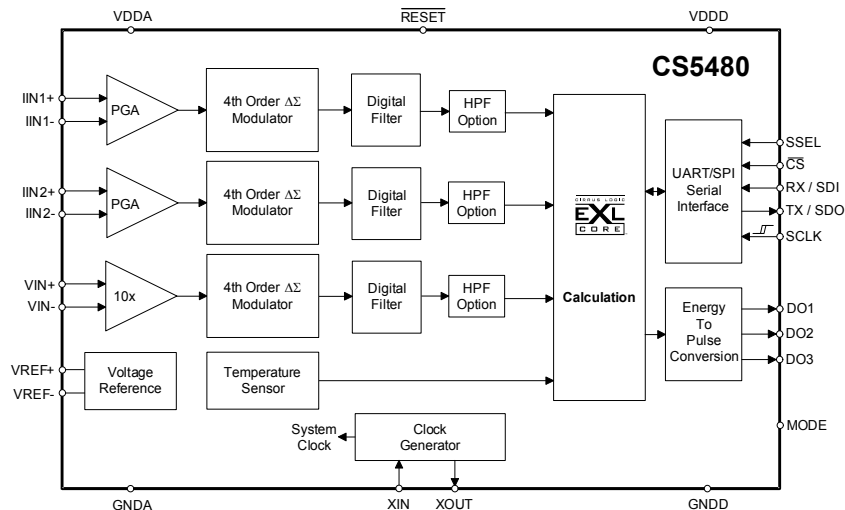 VDDA
RESET
VDDD
CS5480
IIN1+
IIN1-
PGA
4th Order ΔΣ
Modulator
Digital
Filter
HPF
Option
IIN2+
IIN2-
PGA
4th Order ΔΣ
Modulator
Digital
Filter
HPF
Option
VIN+
VIN-
10x
4th Order ΔΣ
Modulator
Digital
Filter
HPF
Option
VREF+
VREF-
Voltage
Reference
Temperature
Sensor
System
Clock
Clock
Generator
CIRRUS LOGIC
EXL
CORE
Calculation
UART/SPI
Serial
Interface
SSEL
CS
RX / SDI
TX / SDO
SCLK
Energy
To
Pulse
Conversion
DO1
DO2
DO3
MODE
GNDA
XIN
XOUT
GNDD